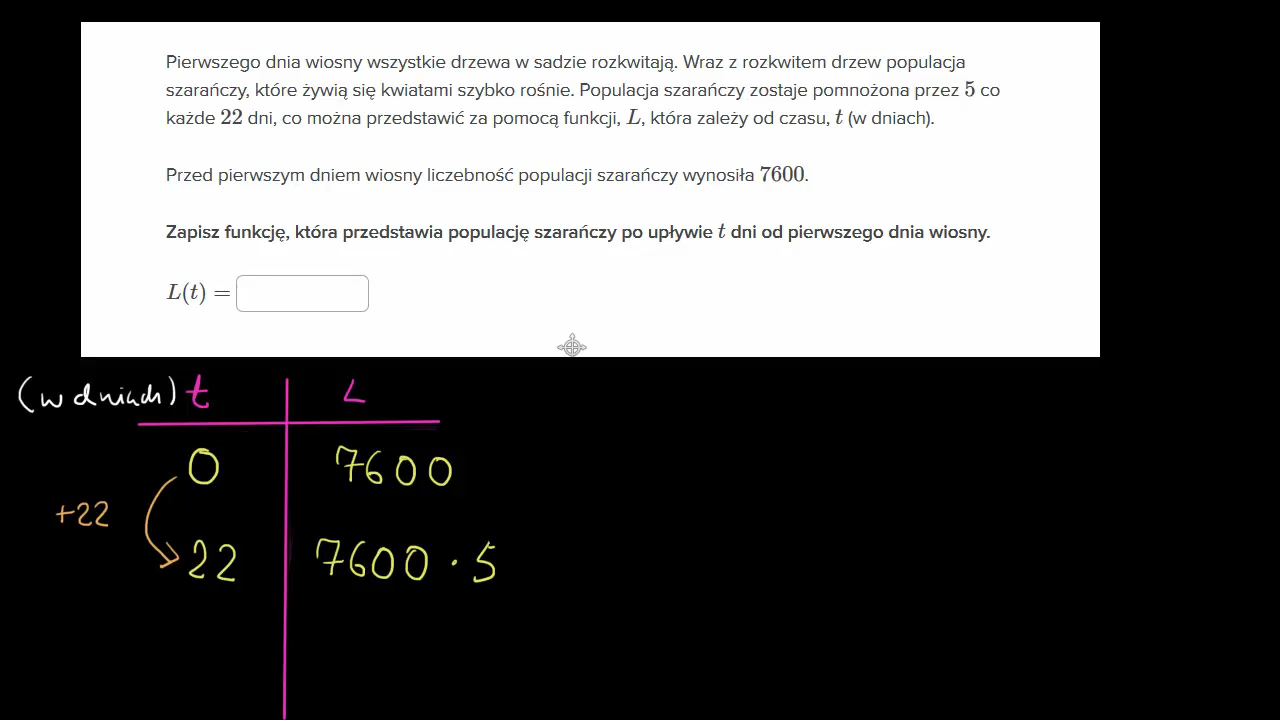 Pierwszego dnia wiosny wszystkie drzewa w sadzie rozkwitają. Wraz z rozkwitem drzew populacja
szarańczy, które żywią się kwiatami szybko rośnie. Populacja szarańczy zostaje pomnożona przez 5 co
każde 22 dni, co można przedstawić za pomocą funkcji, L, która zależy od czasu, t (w dniach).
Przed pierwszym dniem wiosny liczebność populacji szarańczy wynosiła 7600.
Zapisz funkcję, która przedstawia populację szarańczy po upływie t dni od pierwszego dnia wiosny.
L(t) =
(w dniach) t L
0 7600
+22
22 7600 · 5